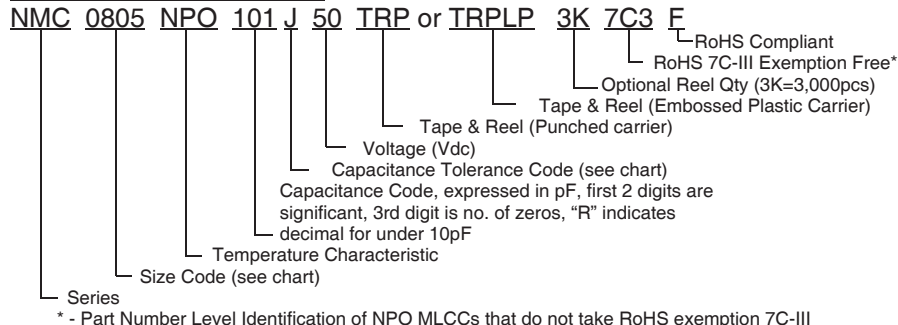 NMC 0805 NPO 101 J 50 TRP or TRPLP 3K 7C3 F
RoHS Compliant
RoHS 7C-III Exemption Free*
Optional Reel Qty (3K=3,000pcs)
Tape & Reel (Embossed Plastic Carrier)
Tape & Reel (Punched carrier)
Voltage (Vdc)
Capacitance Tolerance Code (see chart)
Capacitance Code, expressed in pF, first 2 digits are
significant, 3rd digit is no. of zeros, “R” indicates
decimal for under 10pF
Temperature Characteristic
Size Code (see chart)
Series
* - Part Number Level Identification of NPO MLCCs that do not take RoHS exemption 7C-III